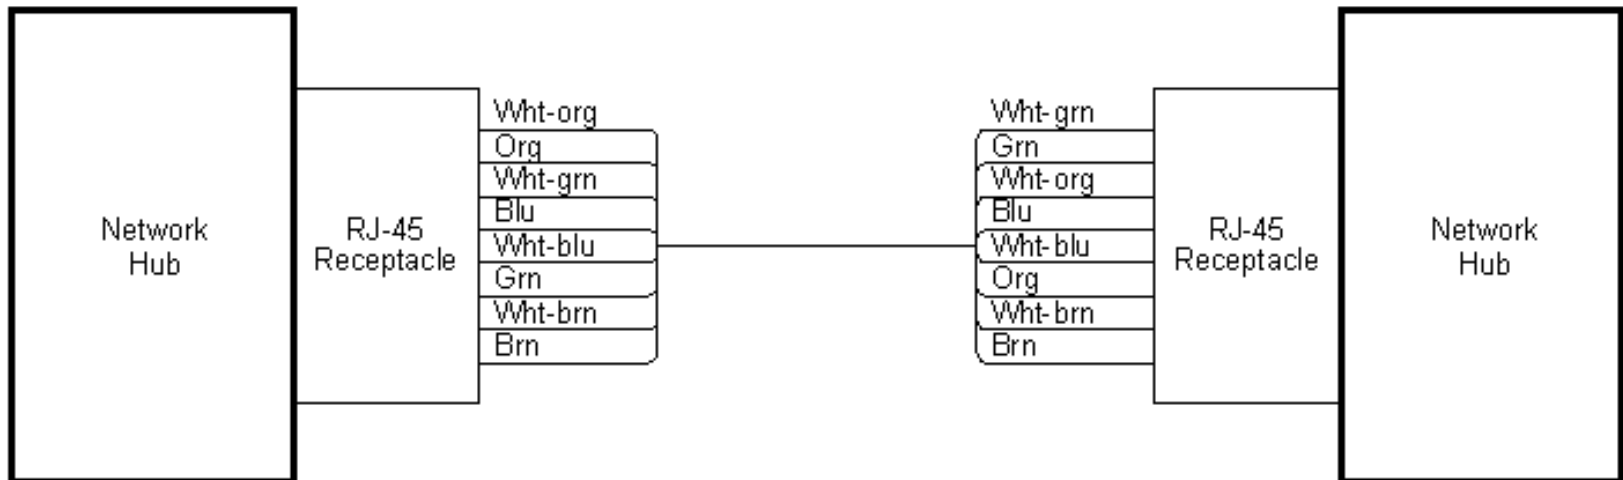 Network
Hub
RJ-45
Receptacle
Wht-org
Org
Wht-grn
Blu
Wht-blu
Grn
Wht-brn
Brn
Wht-grn
Grn
Wht-org
Blu
Wht-blu
Org
Wht-brn
Brn
RJ-45
Receptacle
Network
Hub